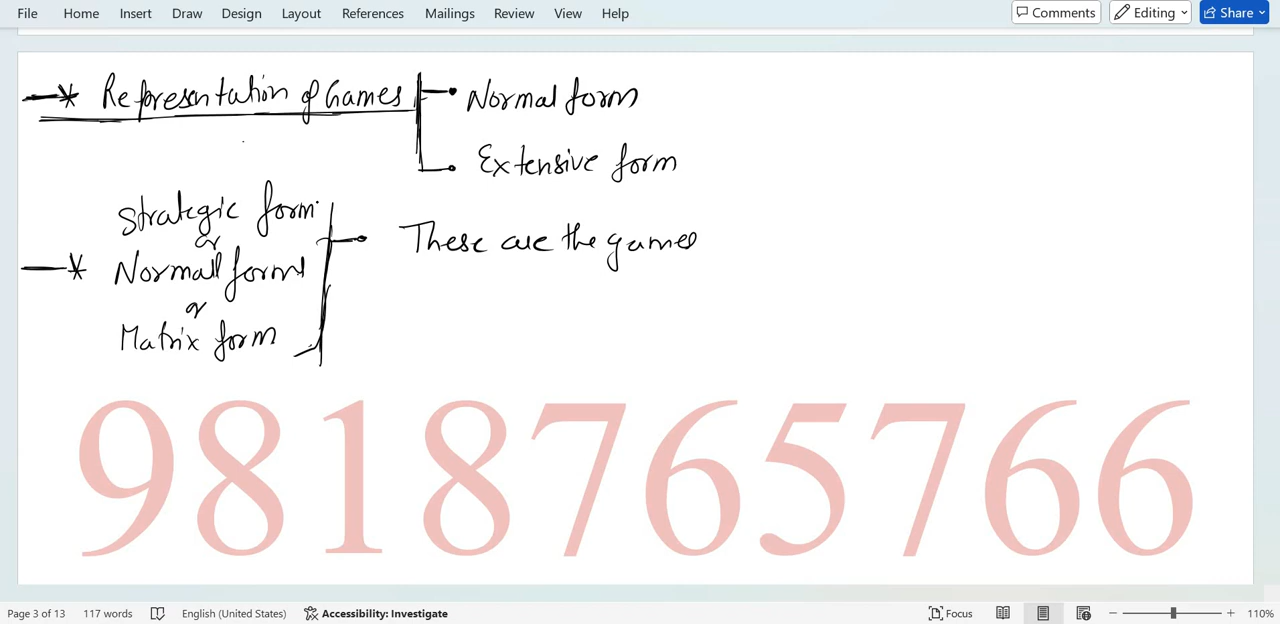 File Home Insert Draw Design Layout References Mailings Review View Help Comments Editing Share
Representation of Games Normal form
Extensive form
Strategic form
or
Normal form
or
Matrix form
These are the games
9818765766
Page 3 of 13 117 words English (United States) Accessibility: Investigate Focus 110%